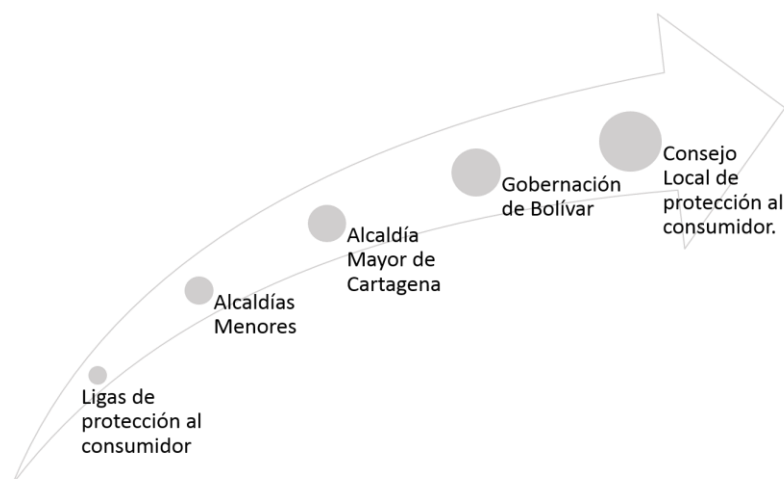 Ligas de
protección al
consumidor
Alcaldías
Menores
Alcaldía
Mayor de
Cartagena
Gobernación
de Bolívar
Consejo
Local de
protección al
consumidor.